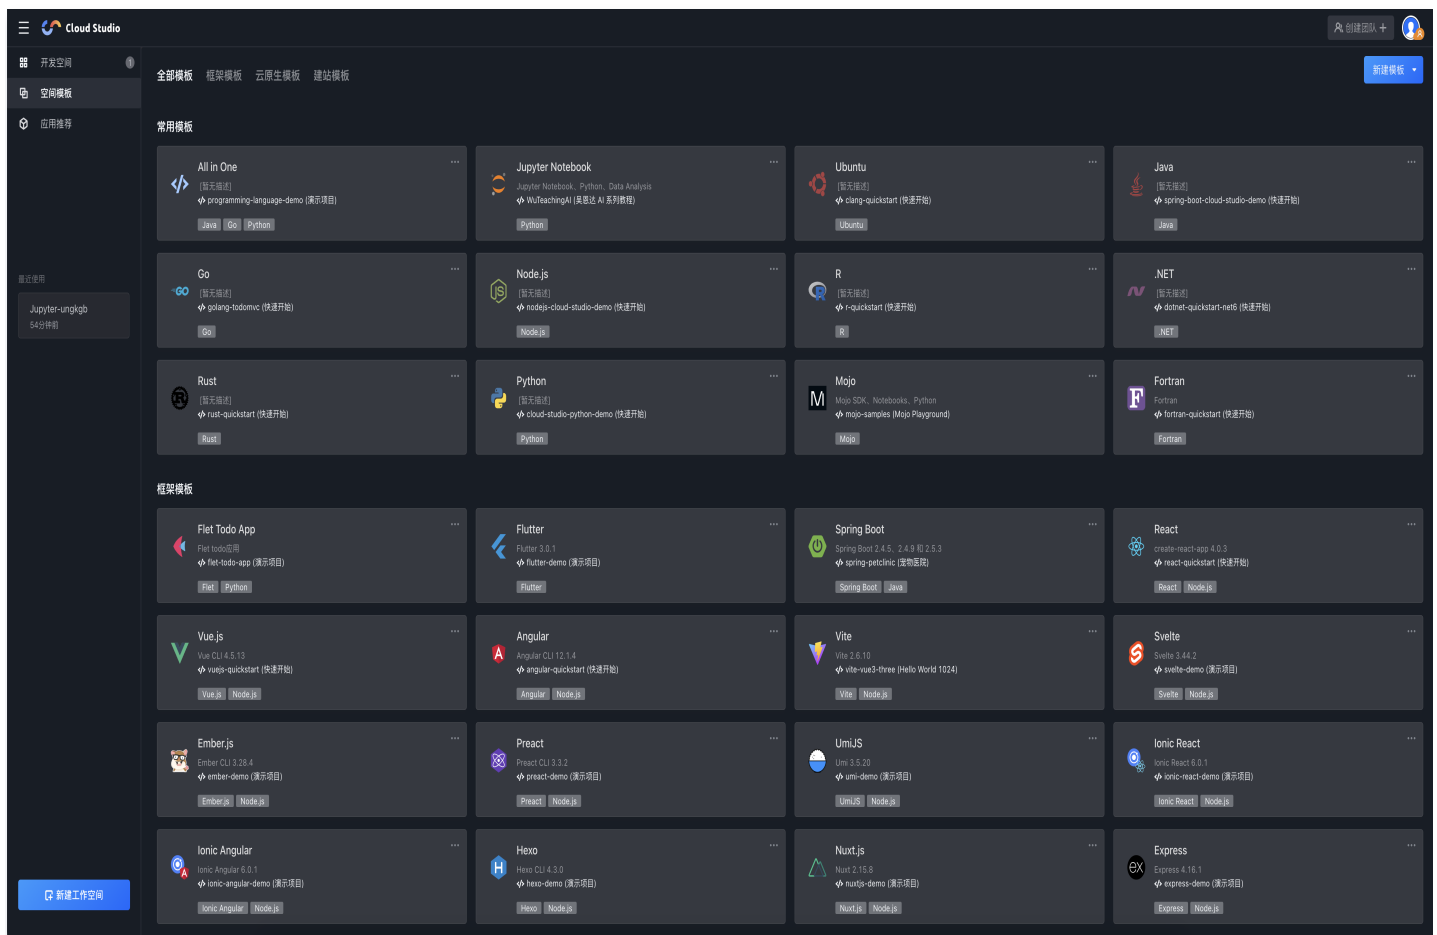 Cloud Studio
创建团队
开发空间 1
空间模板
应用推荐
最近使用
Jupyter-ungkgb
54分钟前
新建工作空间
全部模板 框架模板 云原生模板 建站模板
新建模板
常用模板
All in One
[暂无描述]
programming-language-demo (演示项目)
Java Go Python
Jupyter Notebook
Jupyter Notebook、Python、Data Analysis
WuTeachingAI (吴恩达 AI 系列教程)
Python
Ubuntu
[暂无描述]
clang-quickstart (快速开始)
Ubuntu
Java
[暂无描述]
spring-boot-cloud-studio-demo (快速开始)
Java
Go
[暂无描述]
golang-todomvc (快速开始)
Go
Node.js
[暂无描述]
nodejs-cloud-studio-demo (快速开始)
Node.js
R
[暂无描述]
r-quickstart (快速开始)
R
.NET
[暂无描述]
dotnet-quickstart-net6 (快速开始)
.NET
Rust
[暂无描述]
rust-quickstart (快速开始)
Rust
Python
[暂无描述]
cloud-studio-python-demo (快速开始)
Python
Mojo
Mojo SDK、Notebooks、Python
mojo-samples (Mojo Playground)
Mojo
Fortran
Fortran
fortran-quickstart (快速开始)
Fortran
框架模板
Flet Todo App
Flet todo应用
flet-todo-app (演示项目)
Flet Python
Flutter
Flutter 3.0.1
flutter-demo (演示项目)
Flutter
Spring Boot
Spring Boot 2.4.5、2.4.9 和 2.5.3
spring-petclinic (宠物医院)
Spring Boot Java
React
create-react-app 4.0.3
react-quickstart (快速开始)
React Node.js
Vue.js
Vue CLI 4.5.13
vuejs-quickstart (快速开始)
Vue.js Node.js
Angular
Angular CLI 12.1.4
angular-quickstart (快速开始)
Angular Node.js
Vite
Vite 2.6.10
vite-vue3-three (Hello World 1024)
Vite Node.js
Svelte
Svelte 3.44.2
svelte-demo (演示项目)
Svelte Node.js
Ember.js
Ember CLI 3.28.4
ember-demo (演示项目)
Ember.js Node.js
Preact
Preact CLI 3.3.2
preact-demo (演示项目)
Preact Node.js
UmiJS
Umi 3.5.20
umi-demo (演示项目)
UmiJS Node.js
Ionic React
Ionic React 6.0.1
ionic-react-demo (演示项目)
Ionic React Node.js
Ionic Angular
Ionic Angular 6.0.1
ionic-angular-demo (演示项目)
Ionic Angular Node.js
Hexo
Hexo CLI 4.3.0
hexo-demo (演示项目)
Hexo Node.js
Nuxt.js
Nuxt 2.15.8
nuxtjs-demo (演示项目)
Nuxt.js Node.js
Express
Express 4.16.1
express-demo (演示项目)
Express Node.js